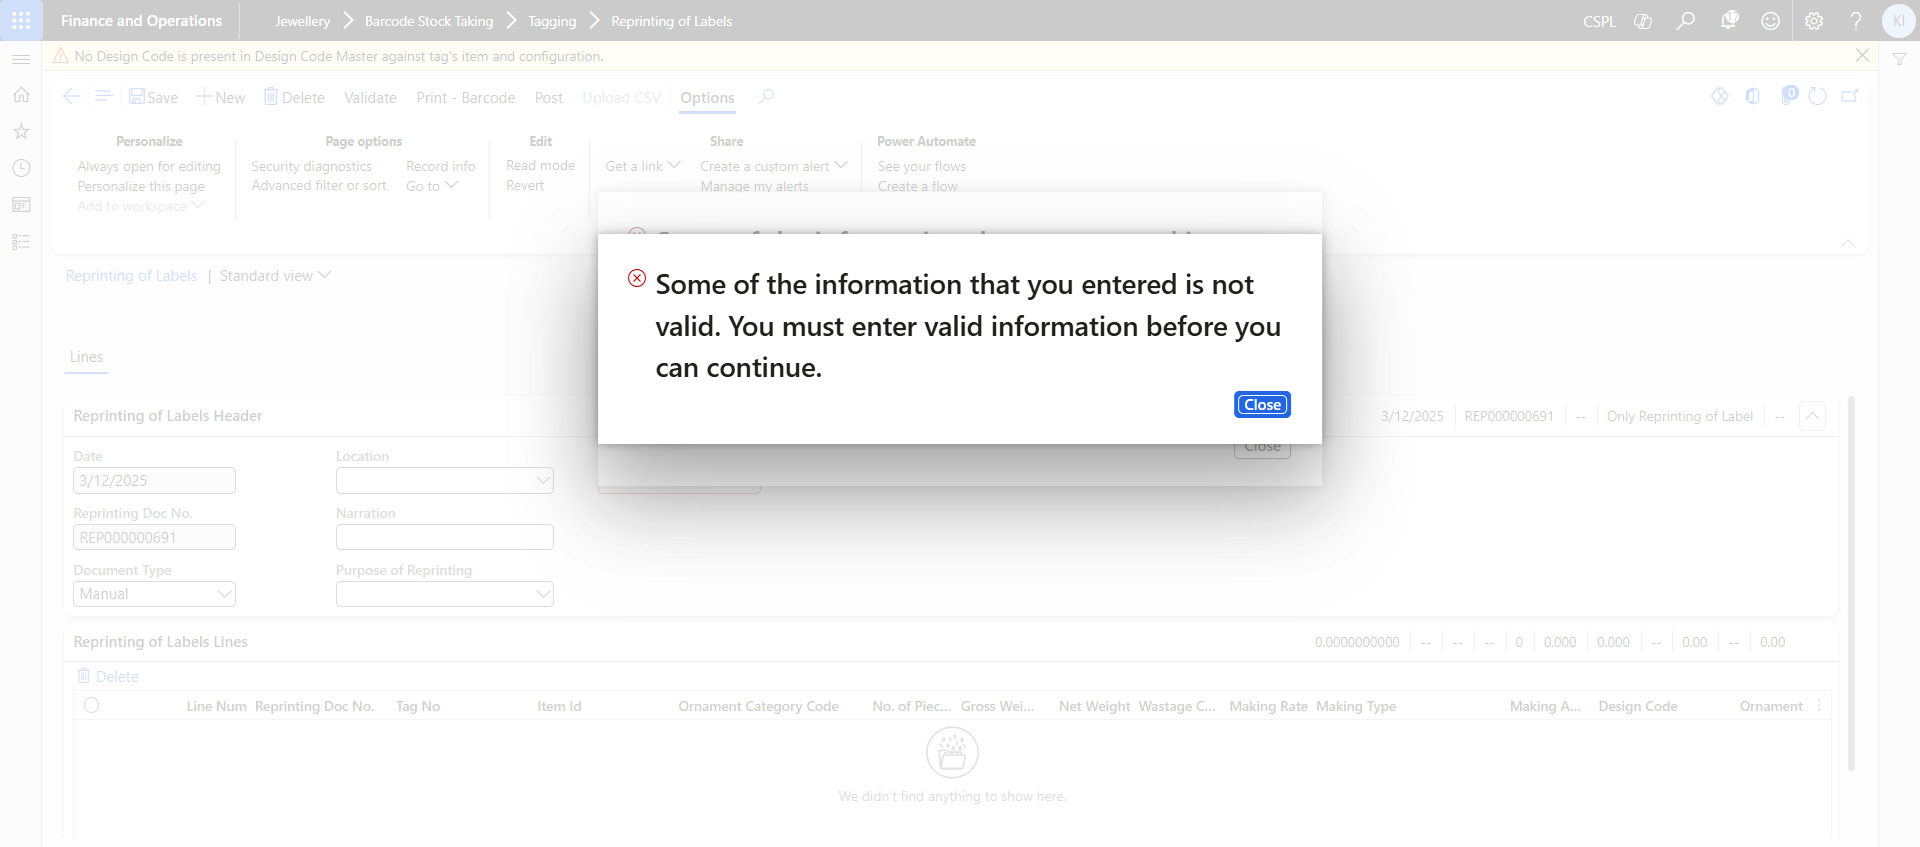 Finance and Operations
Jewellery
Barcode Stock Taking
Tagging
Reprinting of Labels
CSPL
17
KI
No Design Code is present in Design Code Master against tag's item and configuration.
Save
New
Delete
Validate
Print - Barcode
Post
Upload CSV
Options
0
Personalize
Always open for editing
Personalize this page
Add to workspace
Page options
Security diagnostics
Advanced filter or sort
Record info
Go to
Edit
Read mode
Revert
Share
Get a link
Create a custom alert
Manage my alerts
Power Automate
See your flows
Create a flow
Reprinting of Labels | Standard view
Some of the information that you entered is not
valid. You must enter valid information before you
can continue.
Close
Close
Lines
Reprinting of Labels Header
3/12/2025
REP000000691
--
Only Reprinting of Label
--
Date
3/12/2025
Location
Reprinting Doc No.
REP000000691
Narration
Document Type
Manual
Purpose of Reprinting
Reprinting of Labels Lines
0.0000000000
--
--
--
0
0.000
0.000
--
0.00
--
0.00
Delete
Line Num
Reprinting Doc No.
Tag No
Item Id
Ornament Category Code
No. of Piec...
Gross Wei...
Net Weight
Wastage C...
Making Rate
Making Type
Making A...
Design Code
Ornament
We didn't find anything to show here.